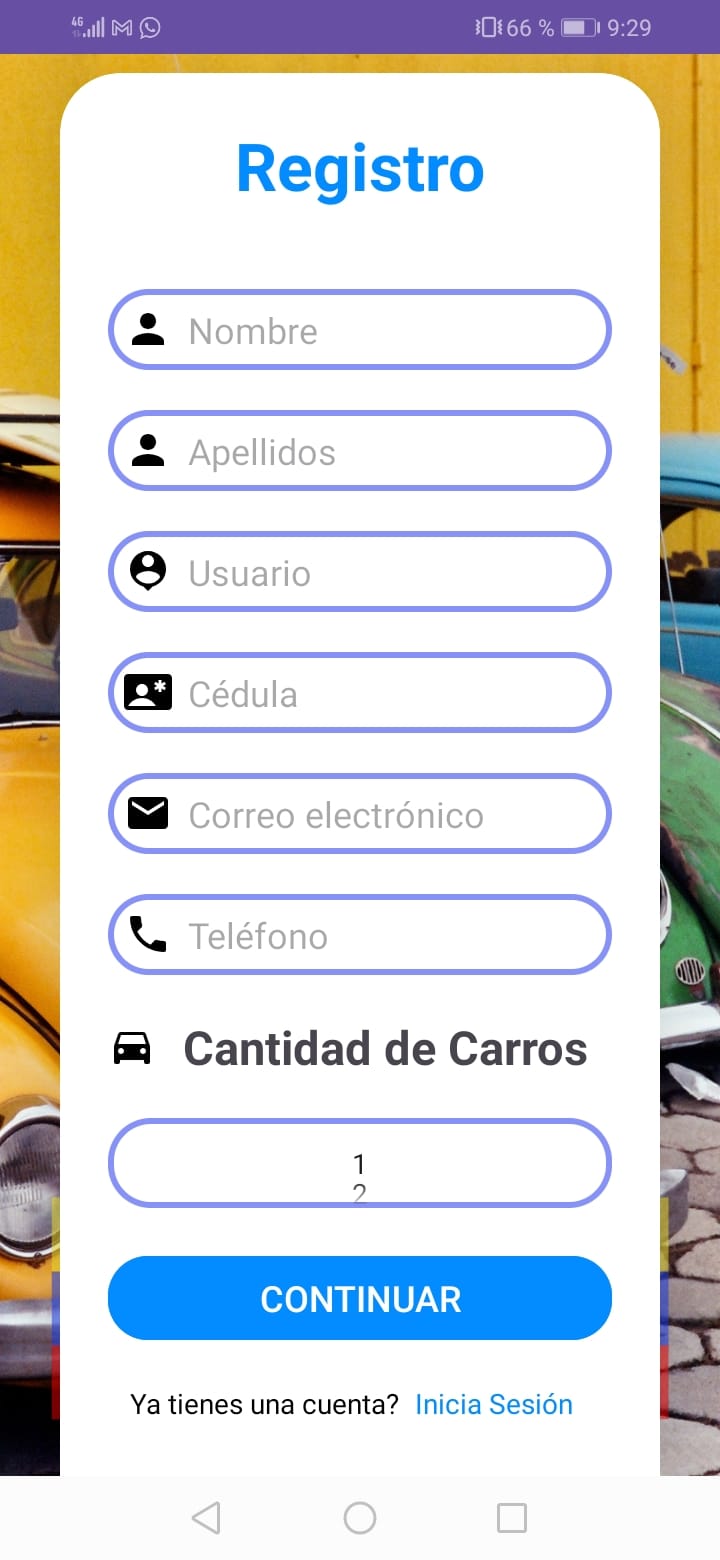 4G 66 % 9:29
Registro
Nombre
Apellidos
Usuario
Cédula
Correo electrónico
Teléfono
Cantidad de Carros
1
2
CONTINUAR
Ya tienes una cuenta? Inicia Sesión